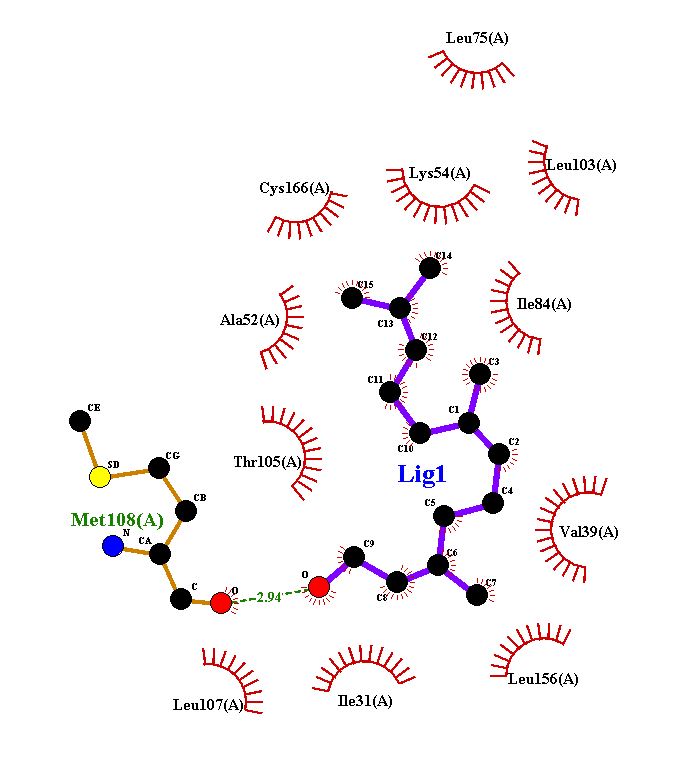 Leu75(A)
Leu103(A)
Lys54(A)
Cys166(A)
C14
C15
Ile84(A)
Ala52(A)
C13
C12
C3
C11
C1
CE
C10
C2
CG
Thr105(A)
SD
Lig1
CB
C4
C5
Met108(A)
N
Val39(A)
CA
C9
C6
O
C7
C
O
2.94
C8
Leu156(A)
Leu107(A)
Ile31(A)